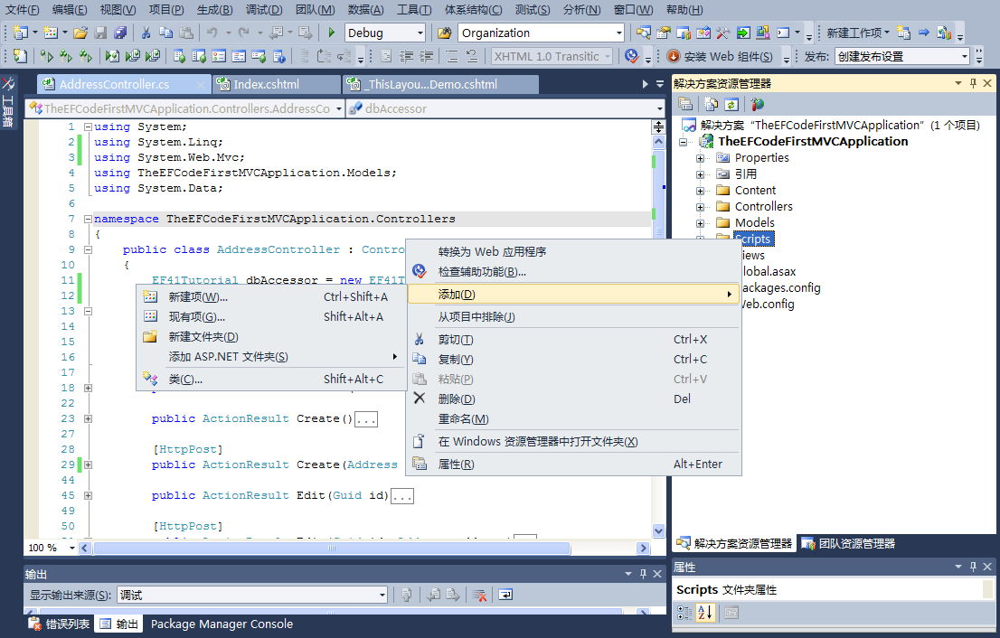 文件(F) 编辑(E) 视图(V) 项目(P) 生成(B) 调试(D) 团队(M) 数据(A) 工具(T) 体系结构(C) 测试(S) 分析(N) 窗口(W) 帮助(H)
Debug Organization 新建工作项
XHTML 1.0 Transitic 安装 Web 组件(S) 发布: 创建发布设置
工具箱
AddressController.cs Index.cshtml _ThisLayou...Demo.cshtml
TheEFCodeFirstMVCApplication.Controllers.AddressCo dbAccessor
1 using System;
2 using System.Linq;
3 using System.Web.Mvc;
4 using TheEFCodeFirstMVCApplication.Models;
5 using System.Data;
6
7 namespace TheEFCodeFirstMVCApplication.Controllers
8 {
9 public class AddressController : Contro
10 {
11 EF41Tutorial dbAccessor = new EF41T
12
13
14
15
16
17
18
22
23 public ActionResult Create()...
27
28 [HttpPost]
29 public ActionResult Create(Address
44
45 public ActionResult Edit(Guid id)...
49
50 [HttpPost]
100 %
新建项(W)... Ctrl+Shift+A
现有项(G)... Shift+Alt+A
新建文件夹(D)
添加 ASP.NET 文件夹(S)
类(C)... Shift+Alt+C
转换为 Web 应用程序
检查辅助功能(B)...
添加(D)
从项目中排除(J)
剪切(T) Ctrl+X
复制(Y) Ctrl+C
粘贴(P) Ctrl+V
删除(D) Del
重命名(M)
在 Windows 资源管理器中打开文件夹(X)
属性(R) Alt+Enter
解决方案资源管理器
解决方案“TheEFCodeFirstMVCApplication”(1 个项目)
TheEFCodeFirstMVCApplication
Properties
引用
Content
Controllers
Models
Scripts
iews
lobal.asax
ackages.config
eb.config
解决方案资源管理器 团队资源管理器
属性
Scripts 文件夹属性
输出
显示输出来源(S): 调试
错误列表 输出 Package Manager Console